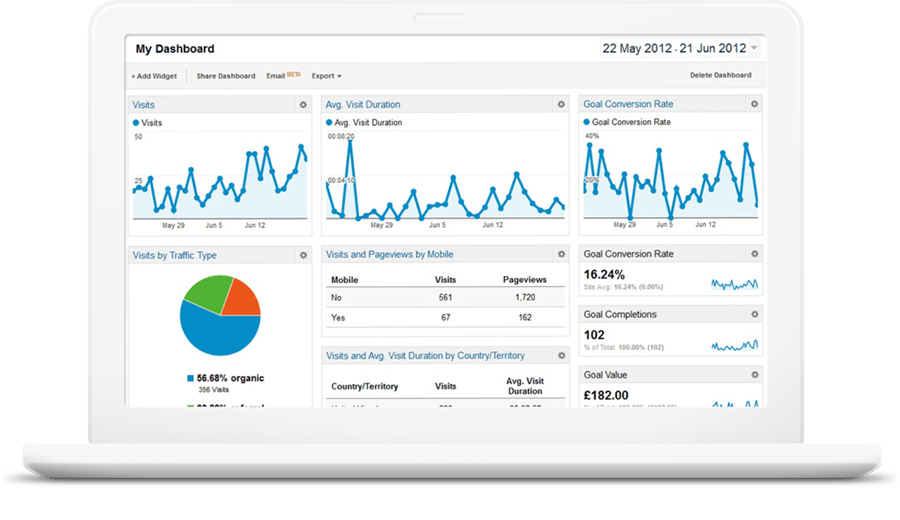 My Dashboard
22 May 2012 - 21 Jun 2012
+ Add Widget
Share Dashboard
Email BETA
Export
Delete Dashboard
Visits
Visits
50
25
May 29
Jun 5
Jun 12
Avg. Visit Duration
Avg. Visit Duration
00:08:20
00:04:10
May 29
Jun 5
Jun 12
Goal Conversion Rate
Goal Conversion Rate
40%
20%
May 29
Jun 5
Jun 12
Visits by Traffic Type
56.68% organic
356 Visits
Visits and Pageviews by Mobile
Mobile Visits Pageviews
No 561 1,720
Yes 67 162
Visits and Avg. Visit Duration by Country/Territory
Country/Territory Visits Avg. Visit
Duration
Goal Conversion Rate
16.24%
Site Avg: 16.24% (0.00%)
Goal Completions
102
% of Total: 100.00% (102)
Goal Value
£182.00